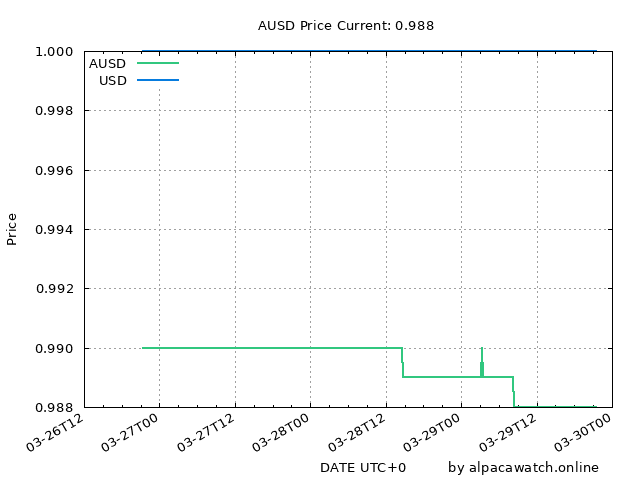 AUSD Price Current: 0.988
1.000
AUSD
USD
0.998
0.996
0.994
Price
0.992
0.990
0.988
03-26T12
03-27T00
03-27T12
03-28T00
03-28T12
03-29T00
03-29T12
03-30T00
DATE UTC+0
by alpacawatch.online